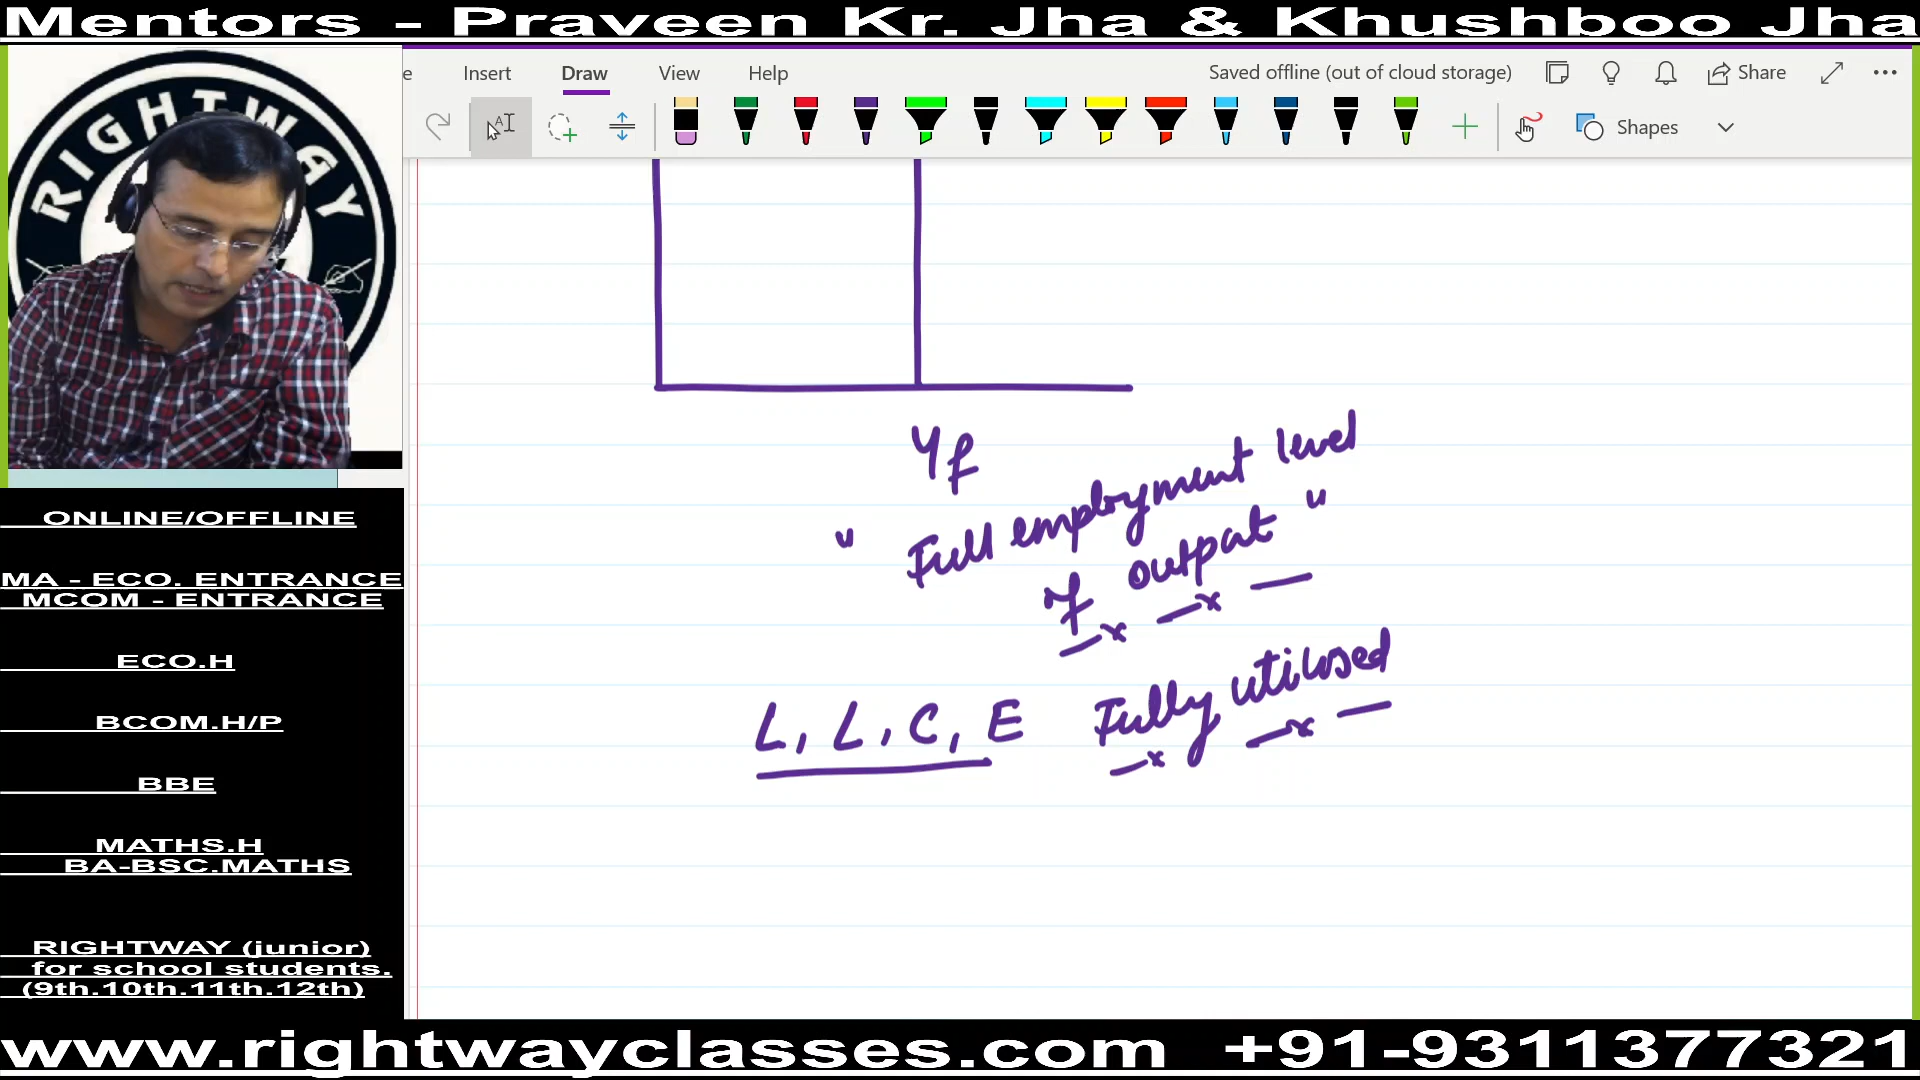 Mentors - Praveen Kr. Jha & Khushboo Jha
RIGHTWAY
e Insert Draw View Help Saved offline (out of cloud storage) Share
Shapes
Yf
" Full employment level
of output "
L, L, C, E Fully utilised
ONLINE/OFFLINE
MA - ECO. ENTRANCE
MCOM - ENTRANCE
ECO.H
BCOM.H/P
BBE
MATHS.H
BA-BSC.MATHS
RIGHTWAY (junior)
for school students.
(9th.10th.11th.12th)
www.rightwayclasses.com +91-9311377321